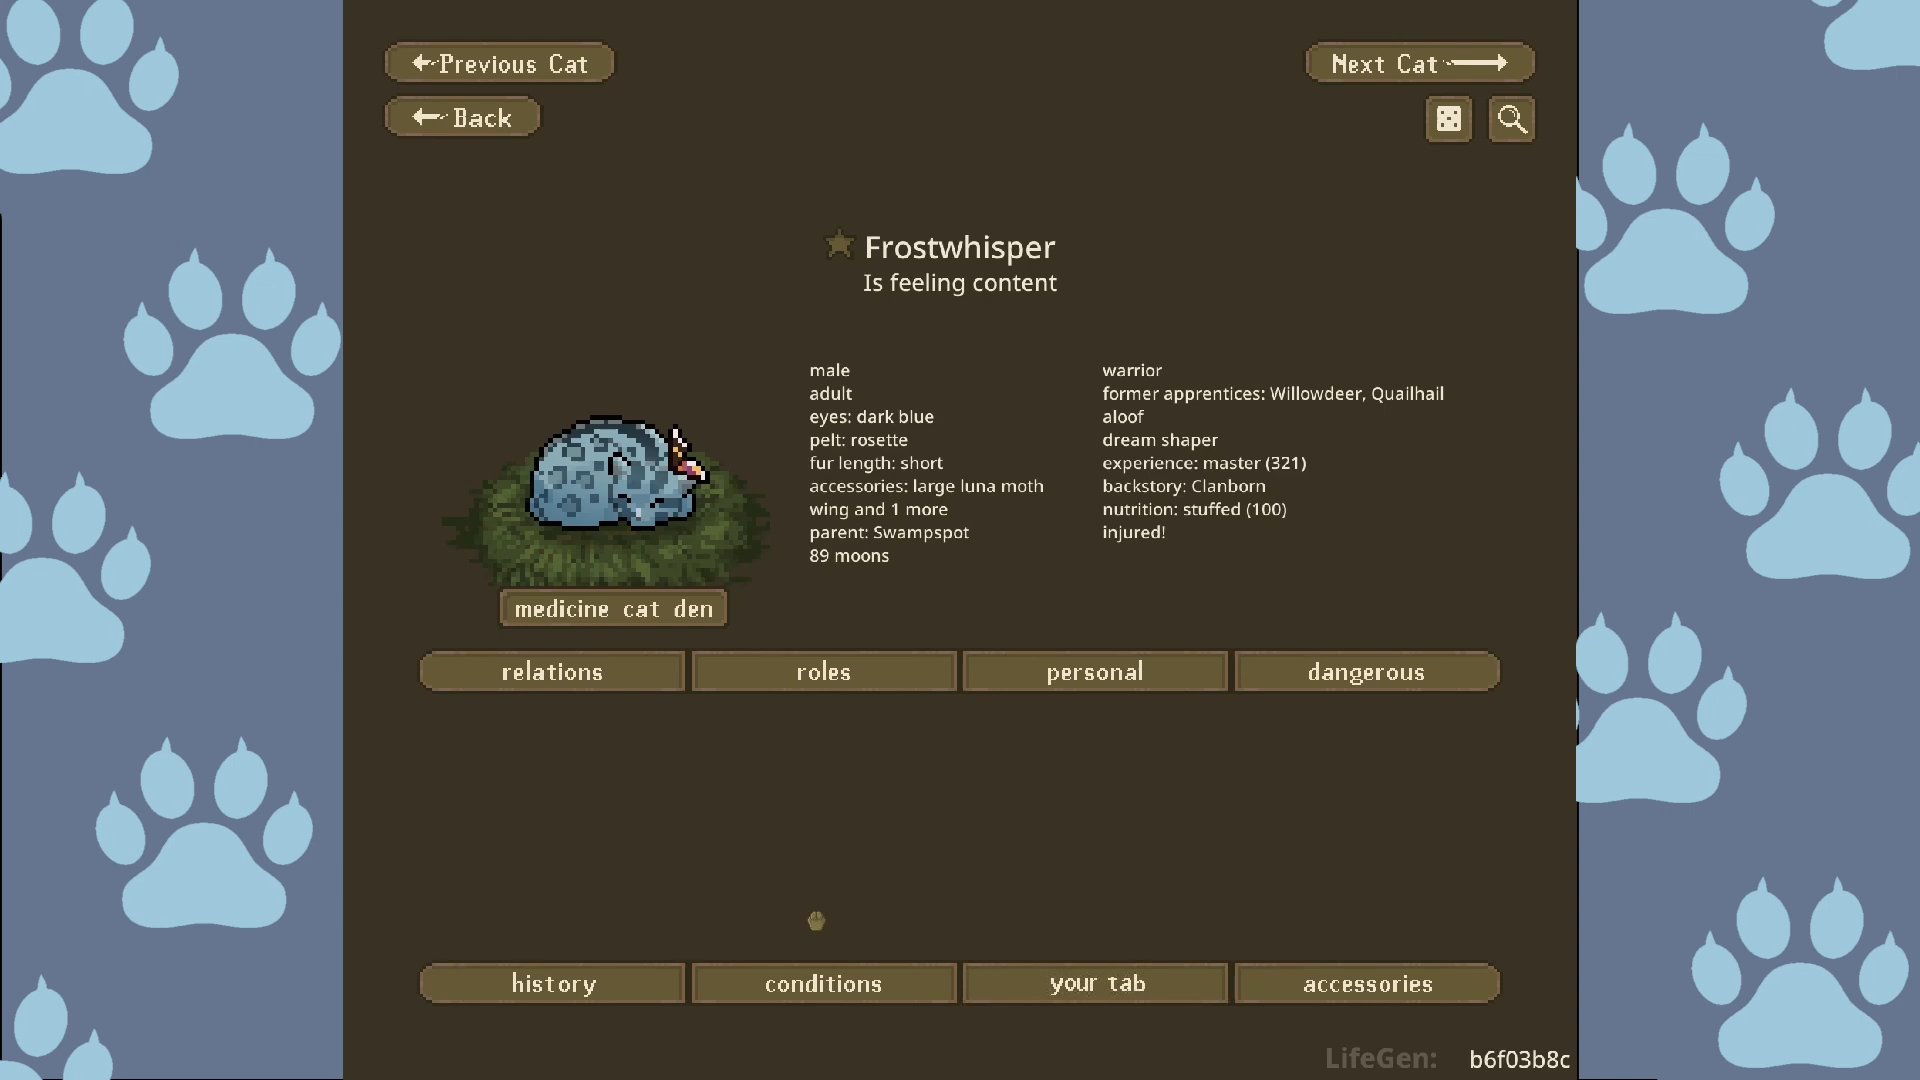 Previous Cat
Next Cat
Back
Frostwhisper
Is feeling content
male
adult
eyes: dark blue
pelt: rosette
fur length: short
accessories: large luna moth
wing and 1 more
parent: Swampspot
89 moons
warrior
former apprentices: Willowdeer, Quailhail
aloof
dream shaper
experience: master (321)
backstory: Clanborn
nutrition: stuffed (100)
injured!
medicine cat den
relations
roles
personal
dangerous
history
conditions
your tab
accessories
LifeGen: b6f03b8c